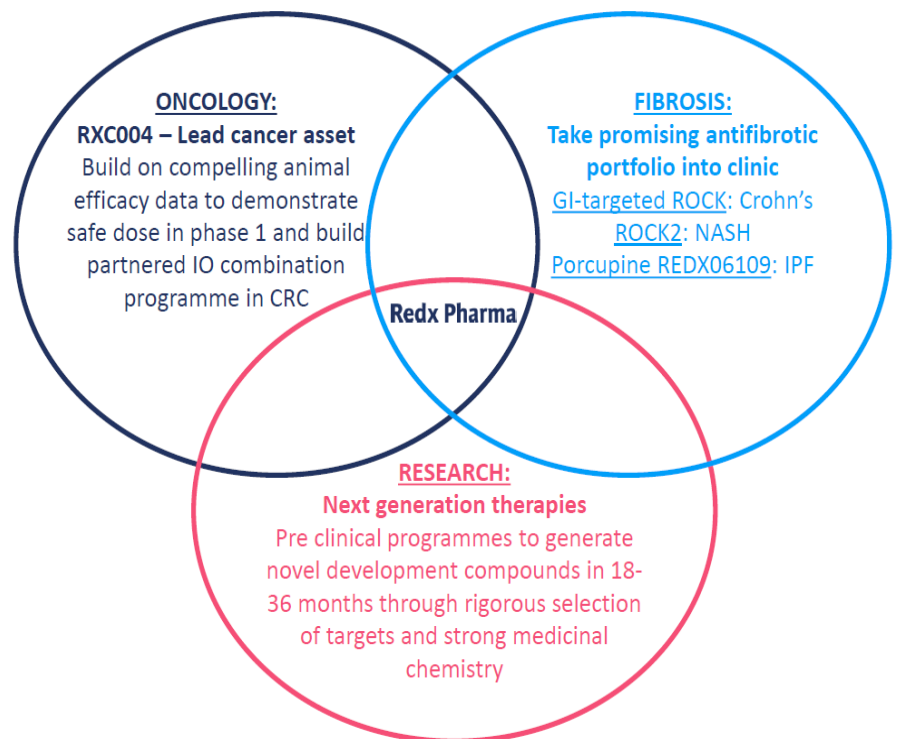 ONCOLOGY:
RXC004 – Lead cancer asset
Build on compelling animal
efficacy data to demonstrate
safe dose in phase 1 and build
partnered IO combination
programme in CRC
FIBROSIS:
Take promising antifibrotic
portfolio into clinic
GI-targeted ROCK: Crohn's
ROCK2: NASH
Porcupine REDX06109: IPF
Redx Pharma
RESEARCH:
Next generation therapies
Pre clinical programmes to generate
novel development compounds in 18-
36 months through rigorous selection
of targets and strong medicinal
chemistry